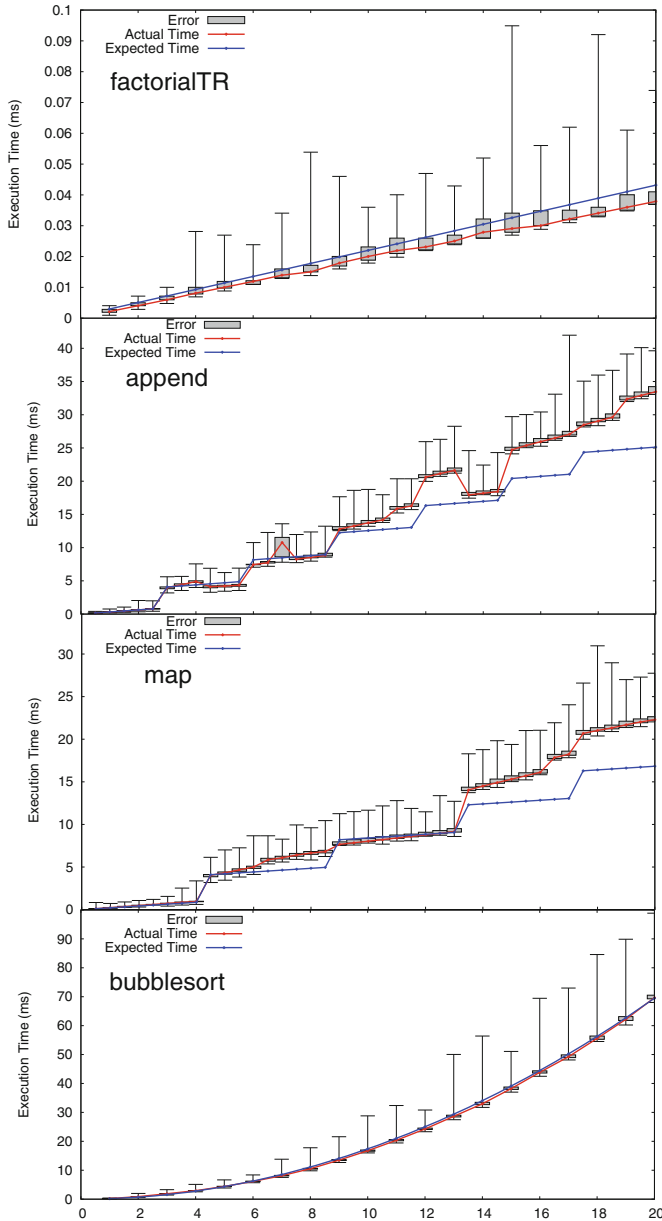 0.1
Error
Actual Time
Expected Time
factorialTR
0.09
0.08
0.07
0.06
0.05
0.04
0.03
0.02
0.01
0
Execution Time (ms)
Error
Actual Time
Expected Time
append
40
35
30
25
20
15
10
5
0
Execution Time (ms)
Error
Actual Time
Expected Time
map
30
25
20
15
10
5
0
Execution Time (ms)
Error
Actual Time
Expected Time
bubblesort
90
80
70
60
50
40
30
20
10
0
Execution Time (ms)
0 2 4 6 8 10 12 14 16 18 20